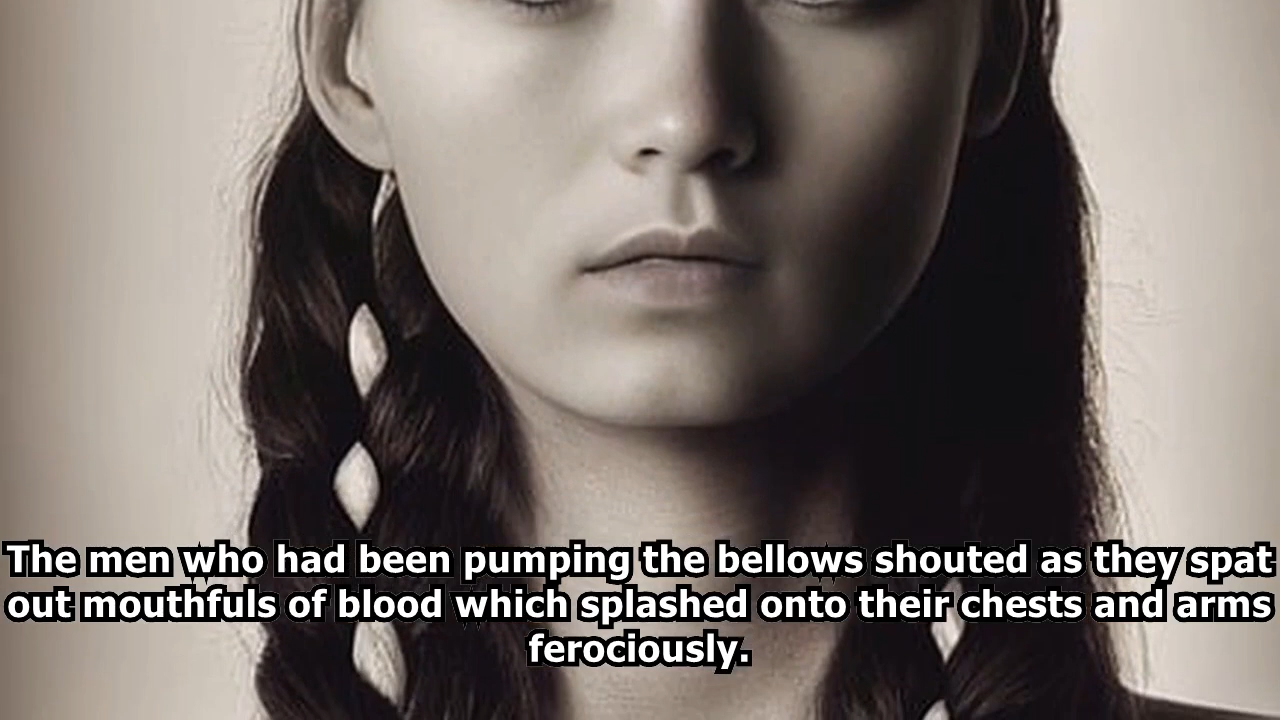 The men who had been pumping the bellows shouted as they spat
out mouthfuls of blood which splashed onto their chests and arms
ferociously.